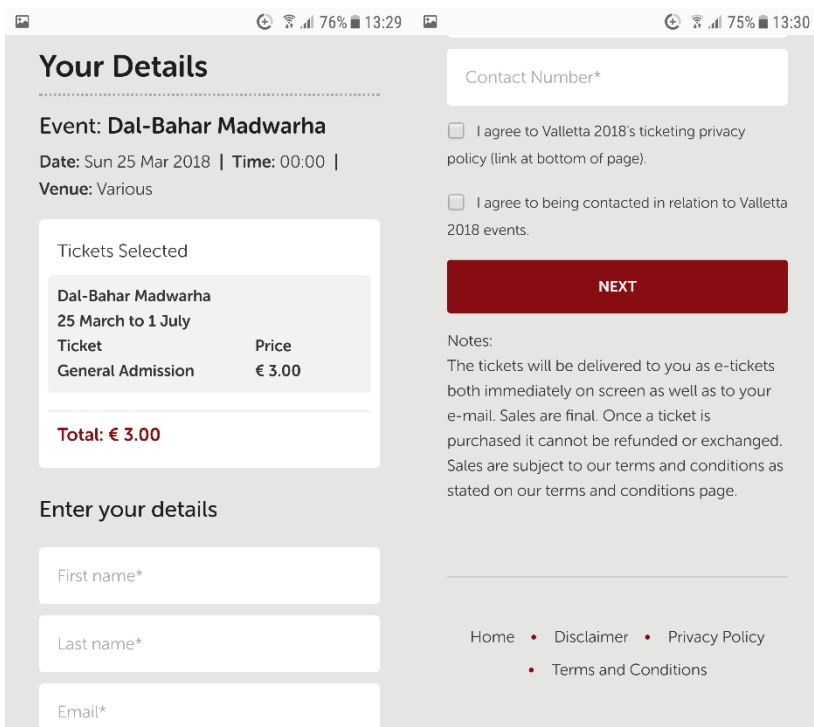 76% 13:29
Your Details
Event: Dal-Bahar Madwarha
Date: Sun 25 Mar 2018 | Time: 00:00 |
Venue: Various
Tickets Selected
Dal-Bahar Madwarha
25 March to 1 July
Ticket Price
General Admission € 3.00
Total: € 3.00
Enter your details
First name*
Last name*
Email*
75% 13:30
Contact Number*
I agree to Valletta 2018's ticketing privacy
policy (link at bottom of page).
I agree to being contacted in relation to Valletta
2018 events.
NEXT
Notes:
The tickets will be delivered to you as e-tickets
both immediately on screen as well as to your
e-mail. Sales are final. Once a ticket is
purchased it cannot be refunded or exchanged.
Sales are subject to our terms and conditions as
stated on our terms and conditions page.
Home • Disclaimer • Privacy Policy
• Terms and Conditions